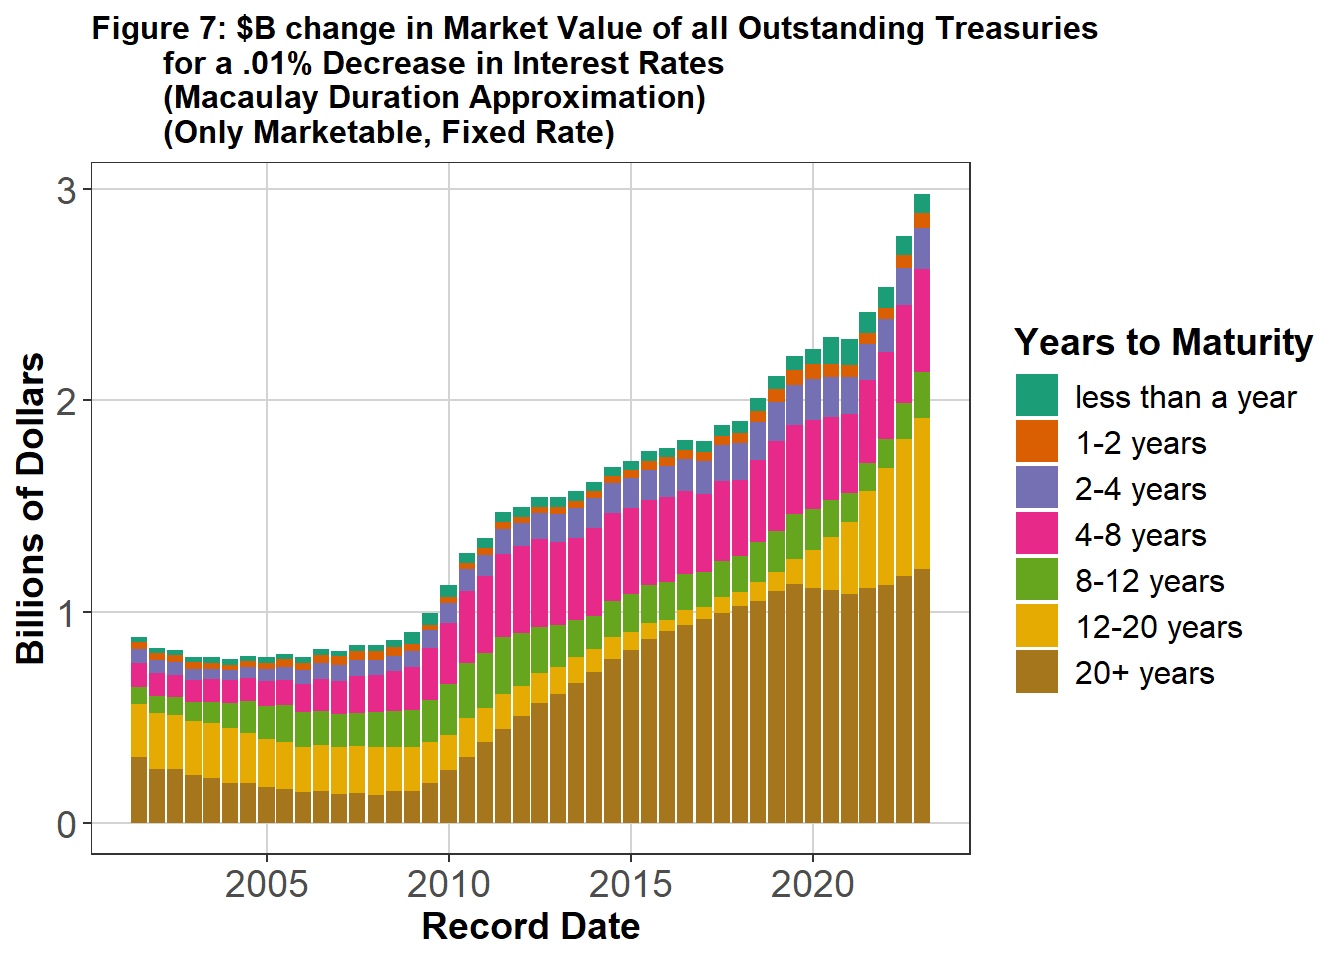 Figure 7: $B change in Market Value of all Outstanding Treasuries
for a .01% Decrease in Interest Rates
(Macaulay Duration Approximation)
(Only Marketable, Fixed Rate)
3
2
1
0
Billions of Dollars
2005 2010 2015 2020
Record Date
Years to Maturity
less than a year
1-2 years
2-4 years
4-8 years
8-12 years
12-20 years
20+ years